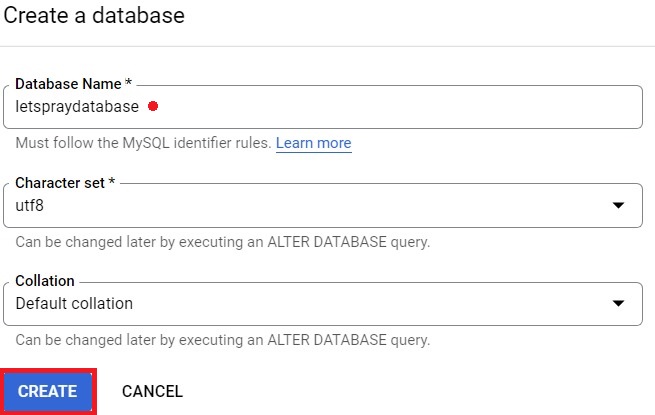 Create a database
Database Name *
letspraydatabase
Must follow the MySQL identifier rules. Learn more
Character set *
utf8
Can be changed later by executing an ALTER DATABASE query.
Collation
Default collation
Can be changed later by executing an ALTER DATABASE query.
CREATE CANCEL